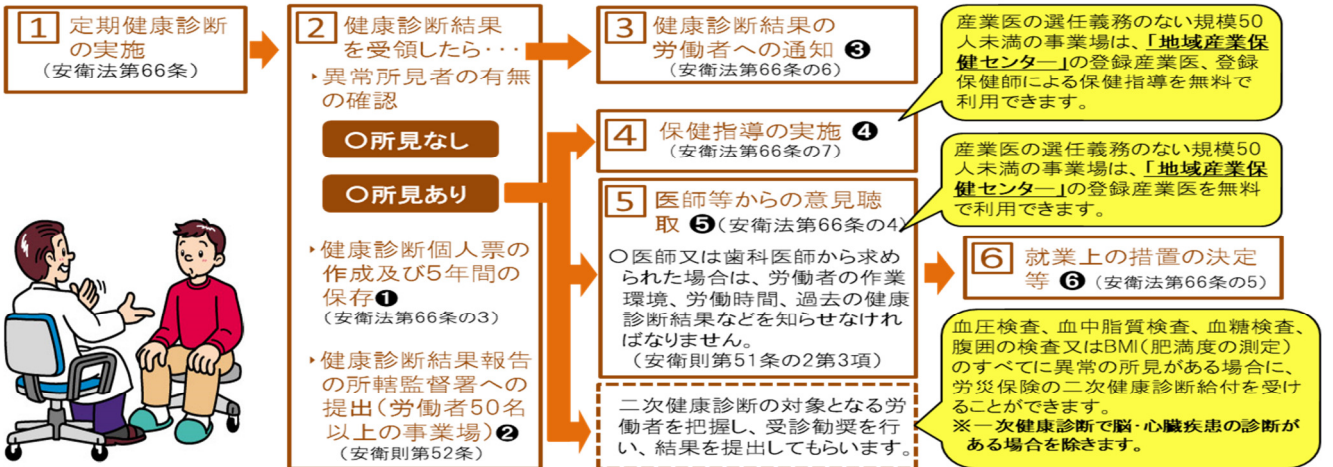 1 定期健康診断
の実施
(安衛法第66条)
2 健康診断結果
を受領したら・・・
・異常所見者の有無
の確認
〇所見なし
〇所見あり
・健康診断個人票の
作成及び5年間の
保存❶
(安衛法第66条の3)
・健康診断結果報告
の所轄監督署への
提出(労働者50名
以上の事業場)❷
(安衛則第52条)
3 健康診断結果の
労働者への通知 ❸
(安衛法第66条の6)
4 保健指導の実施 ❹
(安衛法第66条の7)
5 医師等からの意見聴
取 ❺(安衛法第66条の4)
〇医師又は歯科医師から求め
られた場合は、労働者の作業
環境、労働時間、過去の健康
診断結果などを知らせなけれ
ばなりません。
(安衛則第51条の2第3項)
二次健康診断の対象となる労
働者を把握し、受診勧奨を行
い、結果を提出してもらいます。
6 就業上の措置の決定
等 ❻ (安衛法第66条の5)
産業医の選任義務のない規模50
人未満の事業場は、「地域産業保
健センター」の登録産業医、登録
保健師による保健指導を無料で
利用できます。
産業医の選任義務のない規模50
人未満の事業場は、「地域産業保
健センター」の登録産業医を無料
で利用できます。
血圧検査、血中脂質検査、血糖検査、
腹囲の検査又はBMI(肥満度の測定)
のすべてに異常の所見がある場合に、
労災保険の二次健康診断給付を受け
ることができます。
※一次健康診断で脳・心臓疾患の診断が
ある場合を除きます。